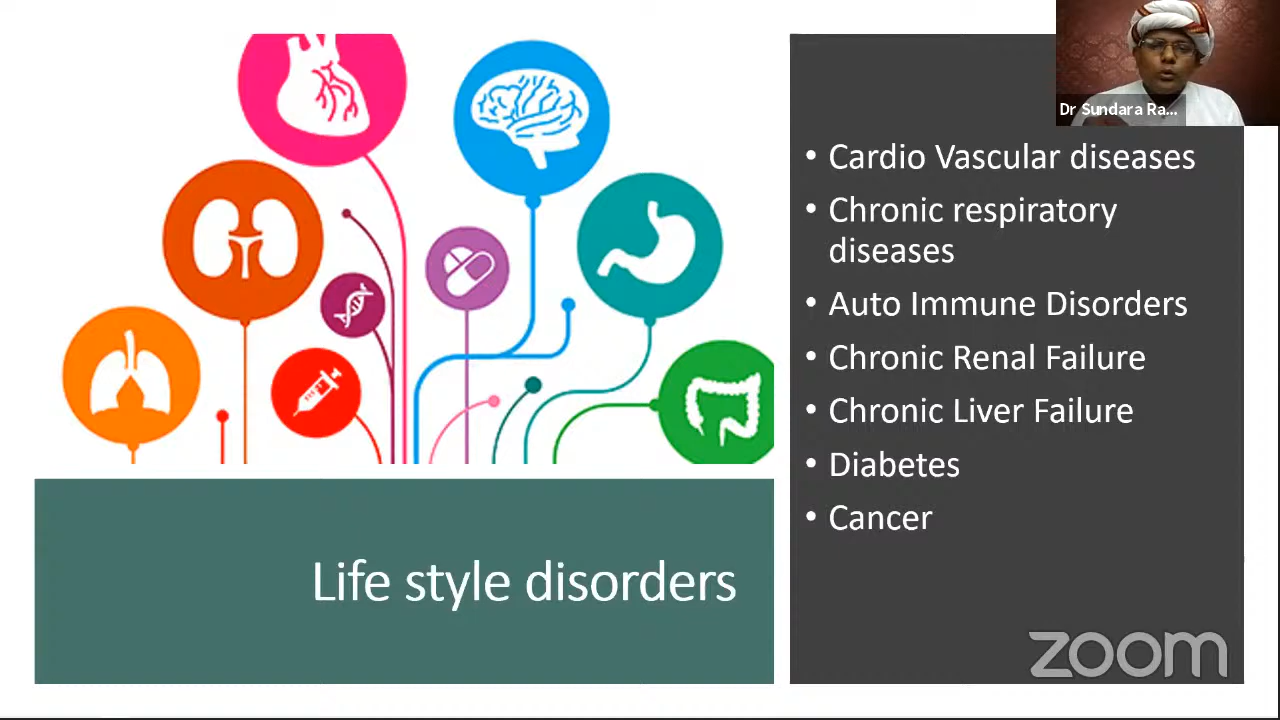 Dr Sundara Ra...
• Cardio Vascular diseases
• Chronic respiratory
diseases
• Auto Immune Disorders
• Chronic Renal Failure
• Chronic Liver Failure
• Diabetes
• Cancer
Life style disorders
zoom